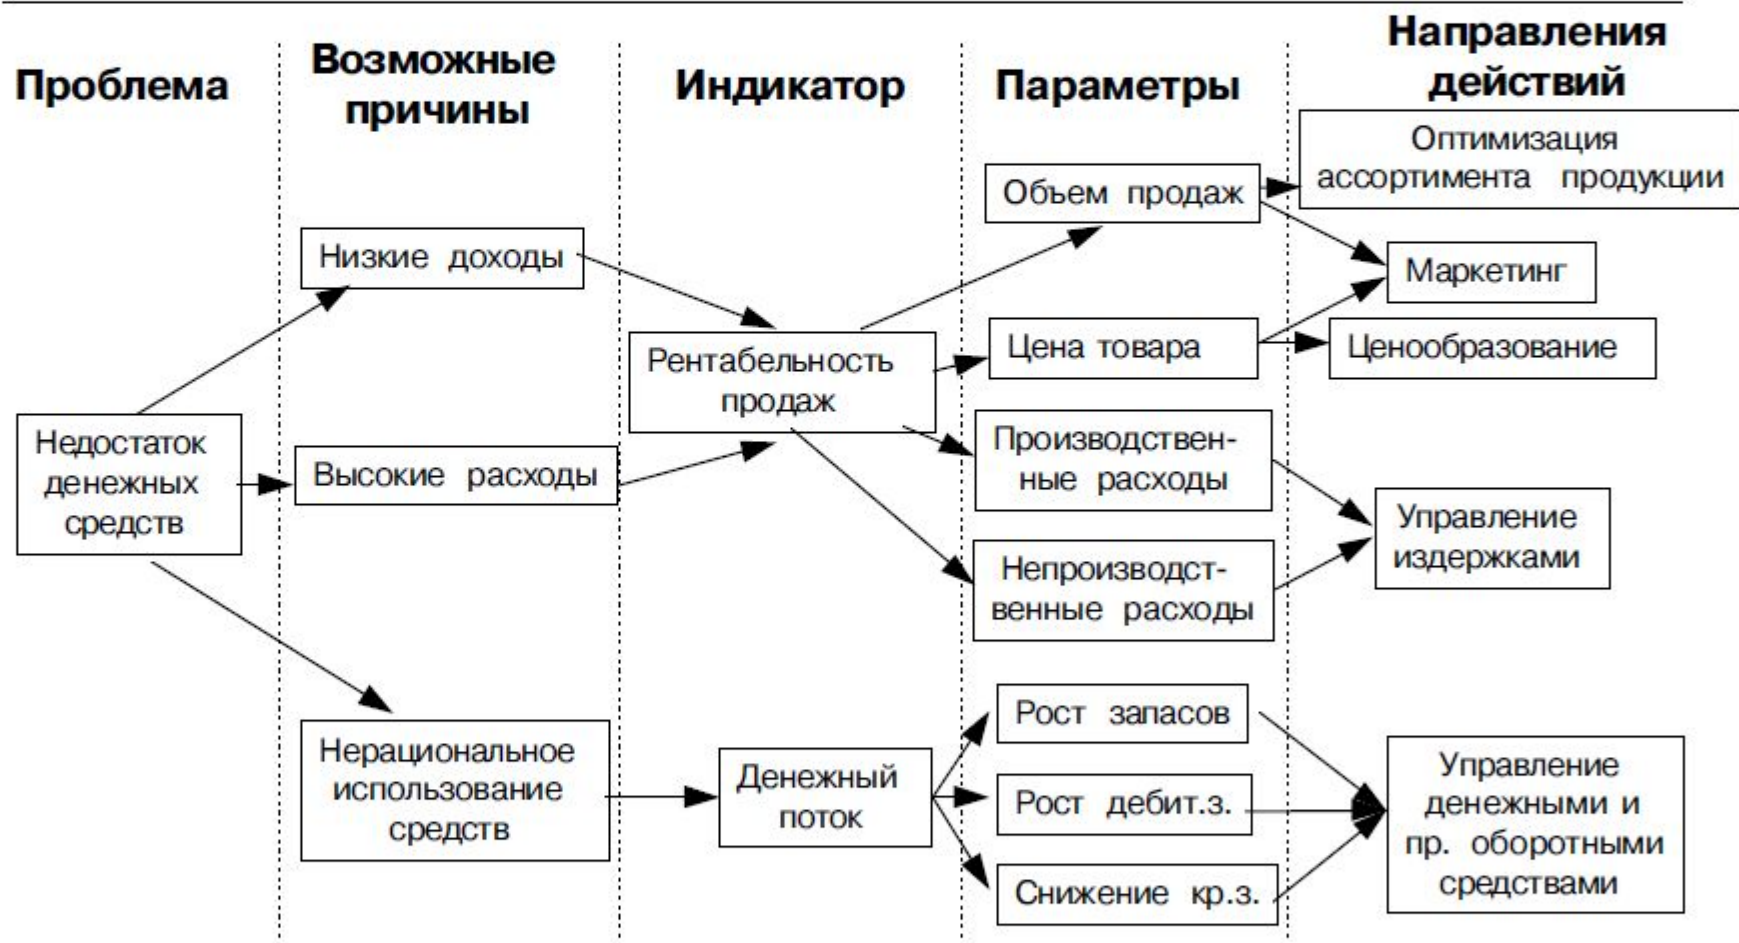 Проблема
Возможные
причины
Индикатор
Параметры
Направления
действий
Недостаток
денежных
средств
Низкие доходы
Высокие расходы
Нерациональное
использование
средств
Рентабельность
продаж
Денежный
поток
Объем продаж
Цена товара
Производствен-
ные расходы
Непроизводст-
венные расходы
Рост запасов
Рост дебит.з.
Снижение кр.з.
Оптимизация
ассортимента продукции
Маркетинг
Ценообразование
Управление
издержками
Управление
денежными и
пр. оборотными
средствами